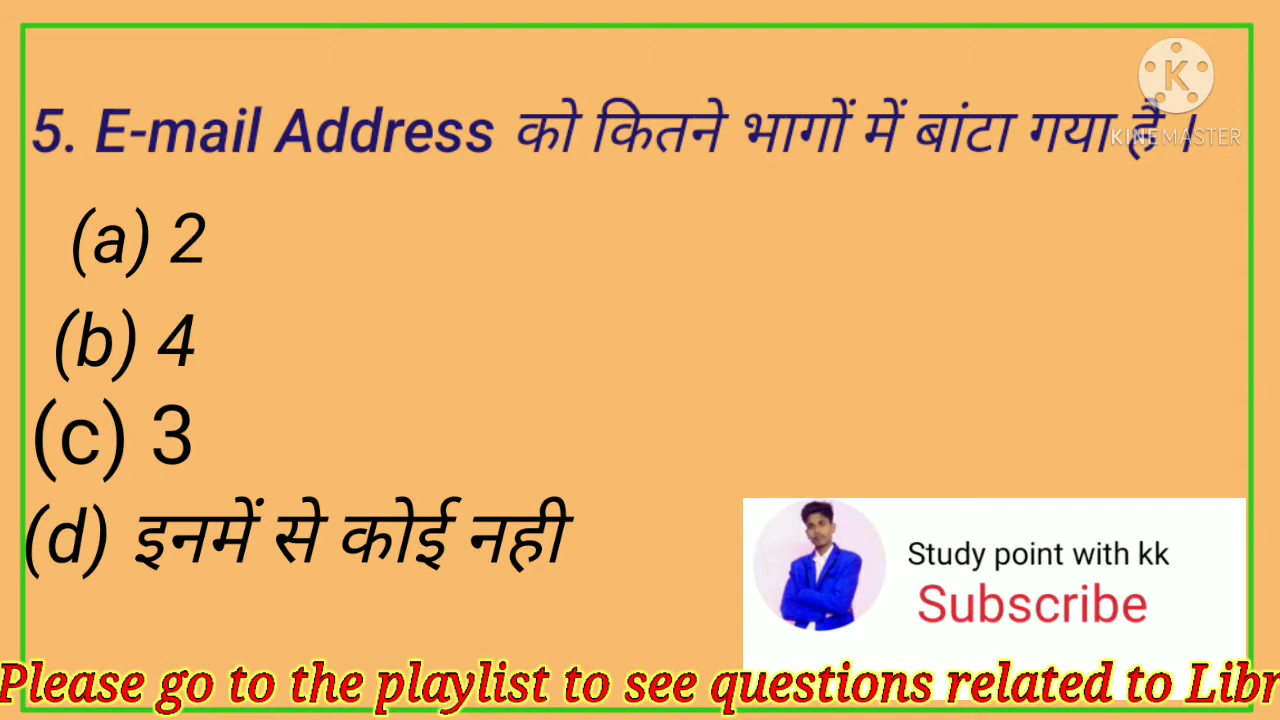 5. E-mail Address को कितने भागों में बांटा गया है ।
K
KINEMASTER
(a) 2
(b) 4
(c) 3
(d) इनमें से कोई नही
Study point with kk
Subscribe
Please go to the playlist to see questions related to Libr